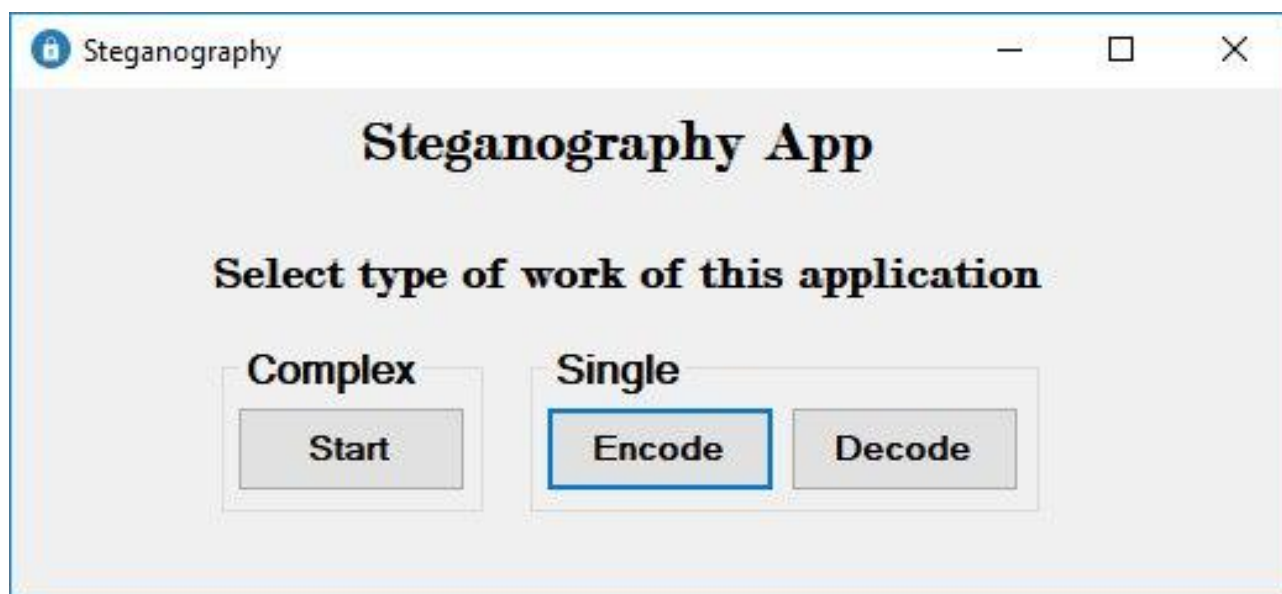 Steganography
Steganography App
Select type of work of this application
Complex Single
Start Encode Decode